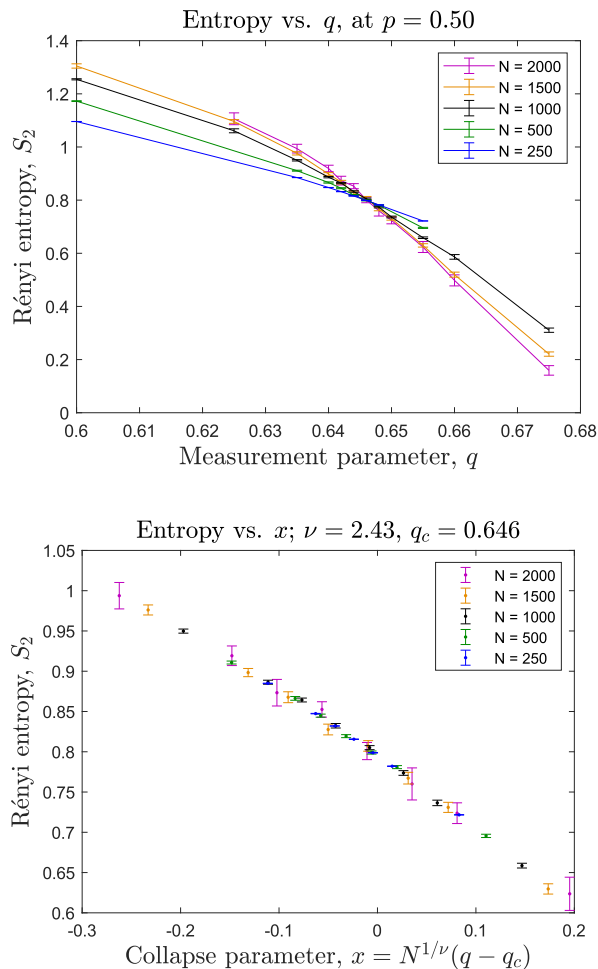 Entropy vs. q, at p = 0.50
1.4
1.2
1
0.8
0.6
0.4
0.2
0
Rényi entropy, S₂
N = 2000
N = 1500
N = 1000
N = 500
N = 250
0.6 0.61 0.62 0.63 0.64 0.65 0.66 0.67 0.68
Measurement parameter, q
Entropy vs. x; ν = 2.43, q_c = 0.646
1.05
1
0.95
0.9
0.85
0.8
0.75
0.7
0.65
0.6
Rényi entropy, S₂
N = 2000
N = 1500
N = 1000
N = 500
N = 250
-0.3 -0.2 -0.1 0 0.1 0.2
Collapse parameter, x = N^{1/ν}(q − q_c)